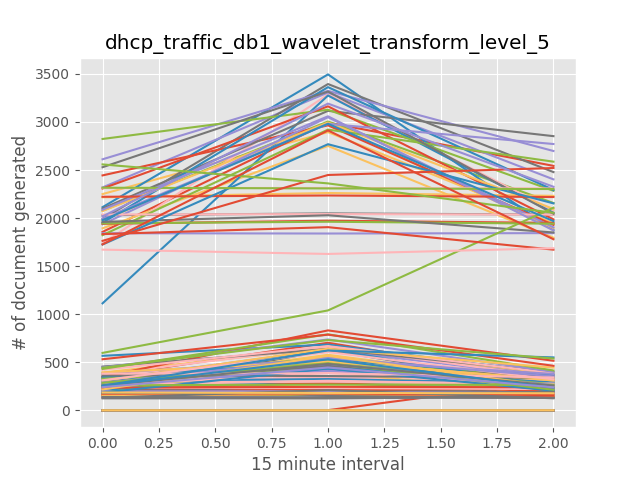 dhcp_traffic_db1_wavelet_transform_level_5
# of document generated
3500
3000
2500
2000
1500
1000
500
0
0.00 0.25 0.50 0.75 1.00 1.25 1.50 1.75 2.00
15 minute interval